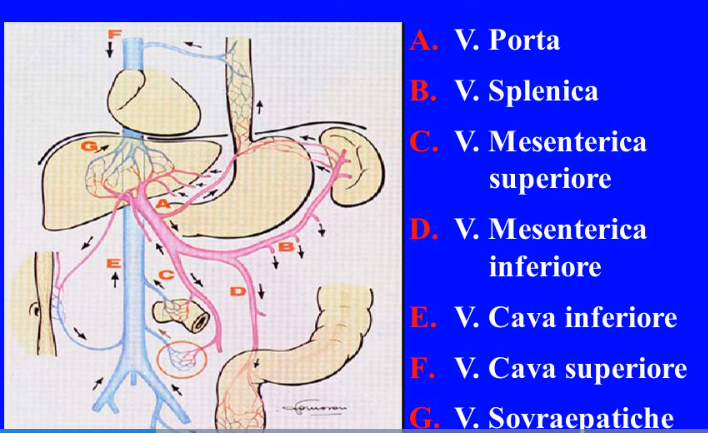 F
G
A
B
E
C
D
A. V. Porta
B. V. Splenica
C. V. Mesenterica
superiore
D. V. Mesenterica
inferiore
E. V. Cava inferiore
F. V. Cava superiore
G. V. Sovraepatiche